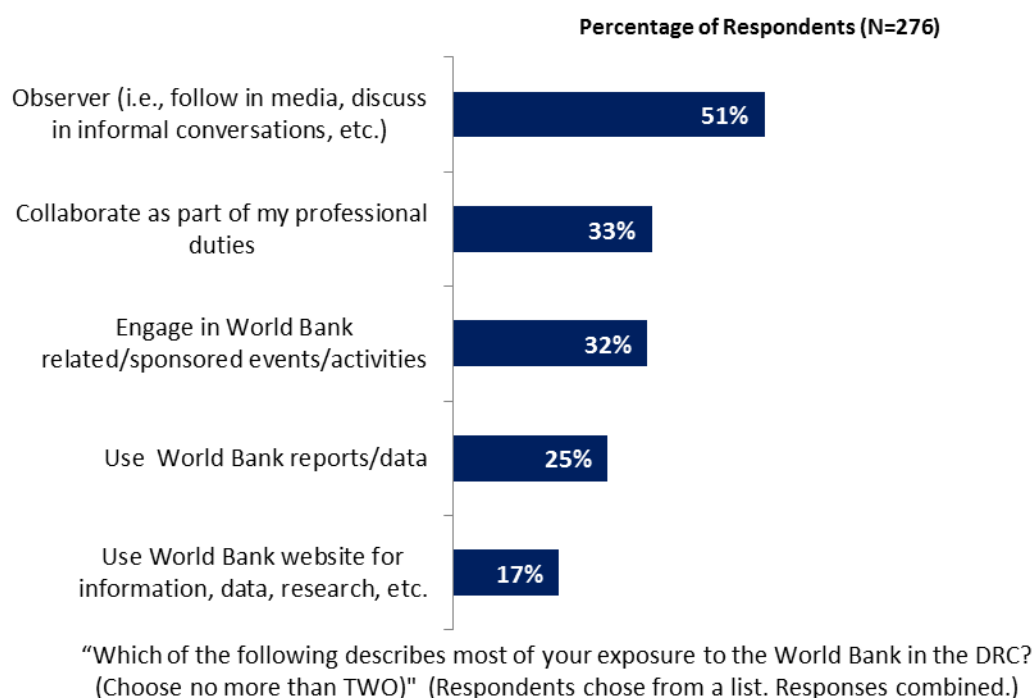 Percentage of Respondents (N=276)
Observer (i.e., follow in media, discuss
in informal conversations, etc.)
51%
Collaborate as part of my professional
duties
33%
Engage in World Bank
related/sponsored events/activities
32%
Use  World Bank reports/data
25%
Use World Bank website for
information, data, research, etc.
17%
“Which of the following describes most of your exposure to the World Bank in the DRC?
(Choose no more than TWO)"  (Respondents chose from a list. Responses combined.)